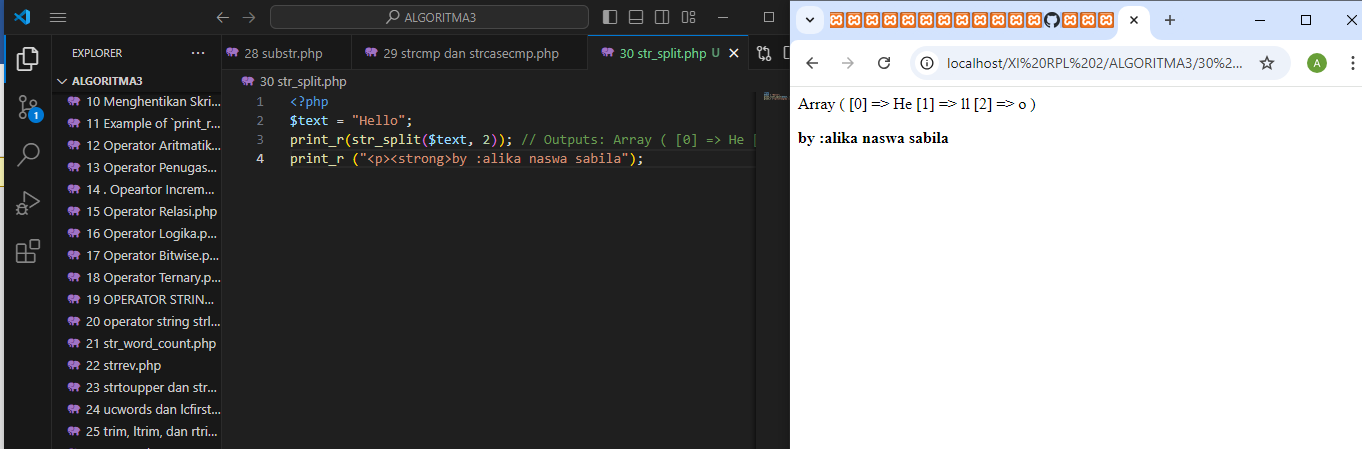 ALGORITMA3
EXPLORER
ALGORITMA3
10 Menghentikan Skri...
11 Example of `print_r...
12 Operator Aritmatik...
13 Operator Penugas...
14 . Opeartor Increm...
15 Operator Relasi.php
16 Operator Logika.p...
17 Operator Bitwise.p...
18 Operator Ternary.p...
19 OPERATOR STRIN...
20 operator string strl...
21 str_word_count.php
22 strrev.php
23 strtoupper dan str...
24 ucwords dan lcfirst...
25 trim, ltrim, dan rtri...
1
28 substr.php
29 strcmp dan strcasecmp.php
30 str_split.php U
30 str_split.php
1 <?php
2 $text = "Hello";
3 print_r(str_split($text, 2)); // Outputs: Array ( [0] => He [
4 print_r ("<p><strong>by :alika naswa sabila");
localhost/XI%20RPL%202/ALGORITMA3/30%2...
A
Array ( [0] => He [1] => ll [2] => o )
by :alika naswa sabila